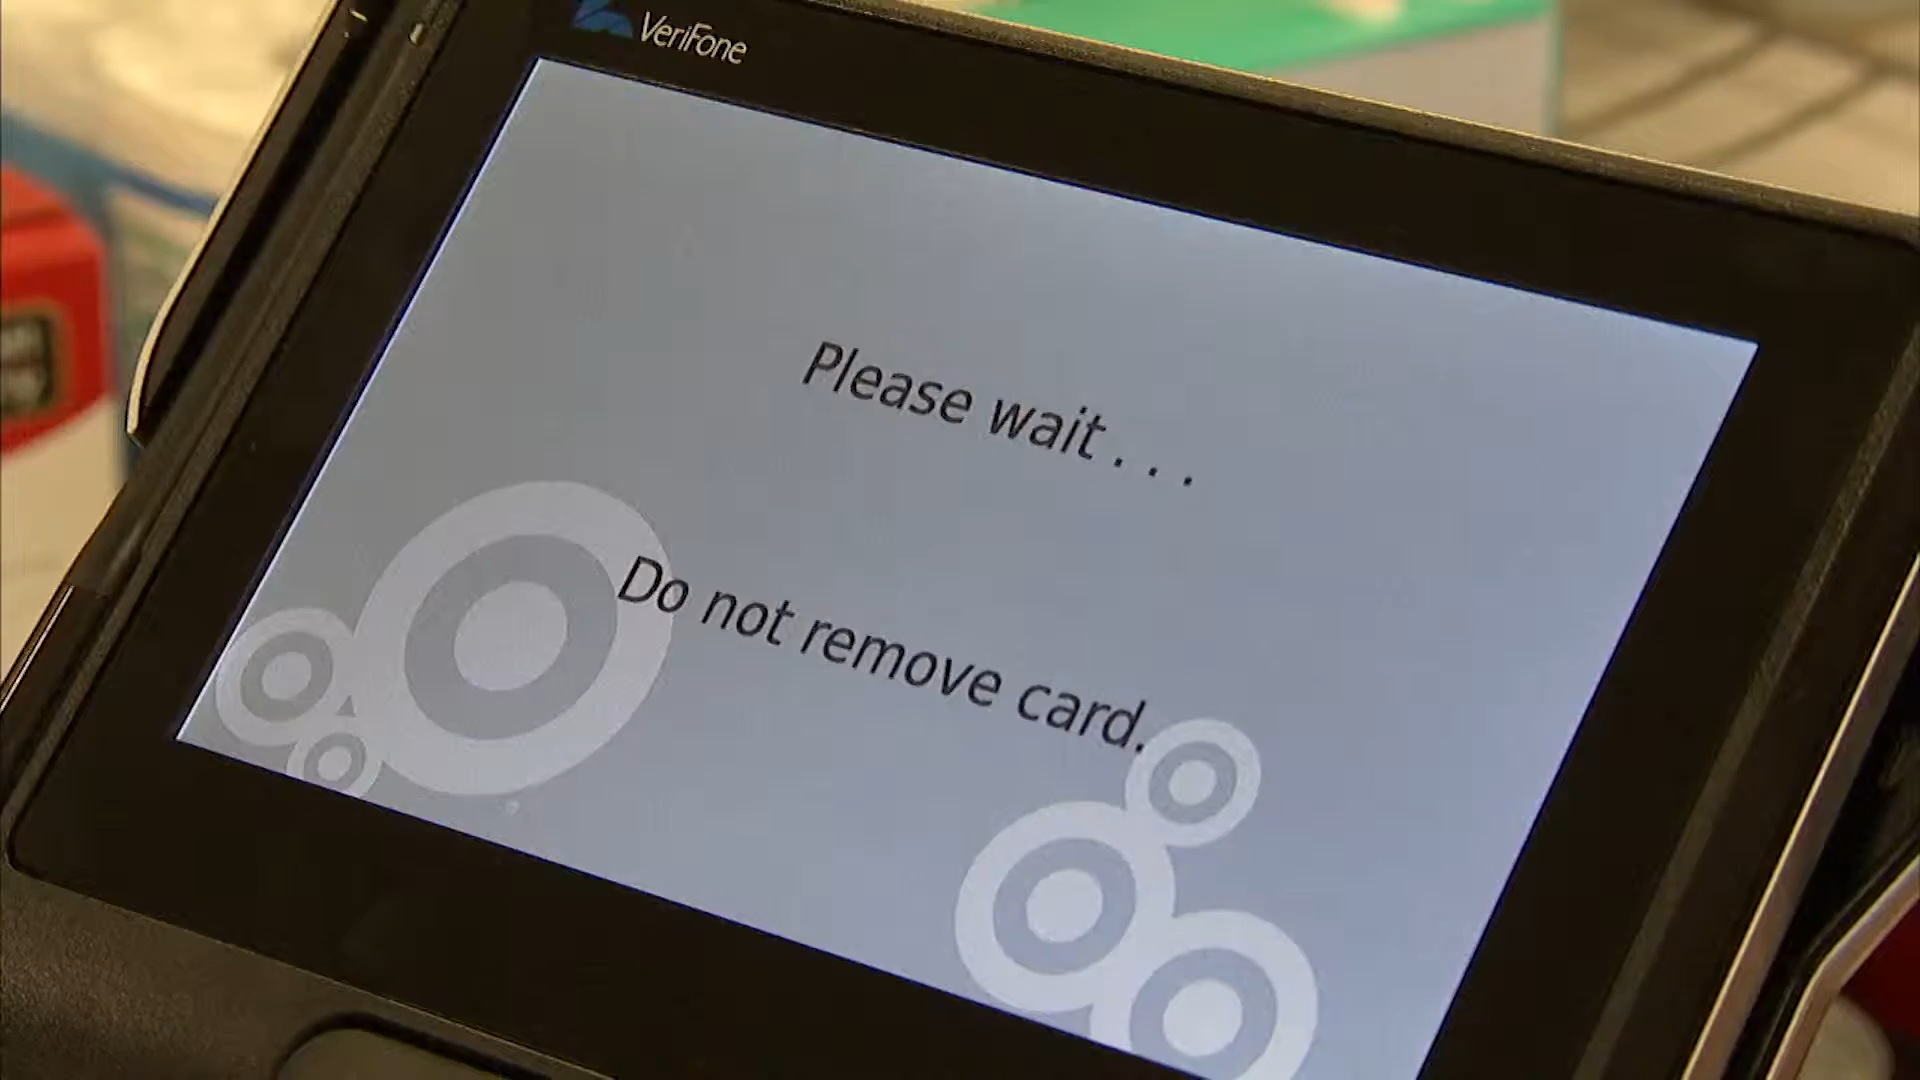 VeriFone
Please wait . . .
Do not remove card.